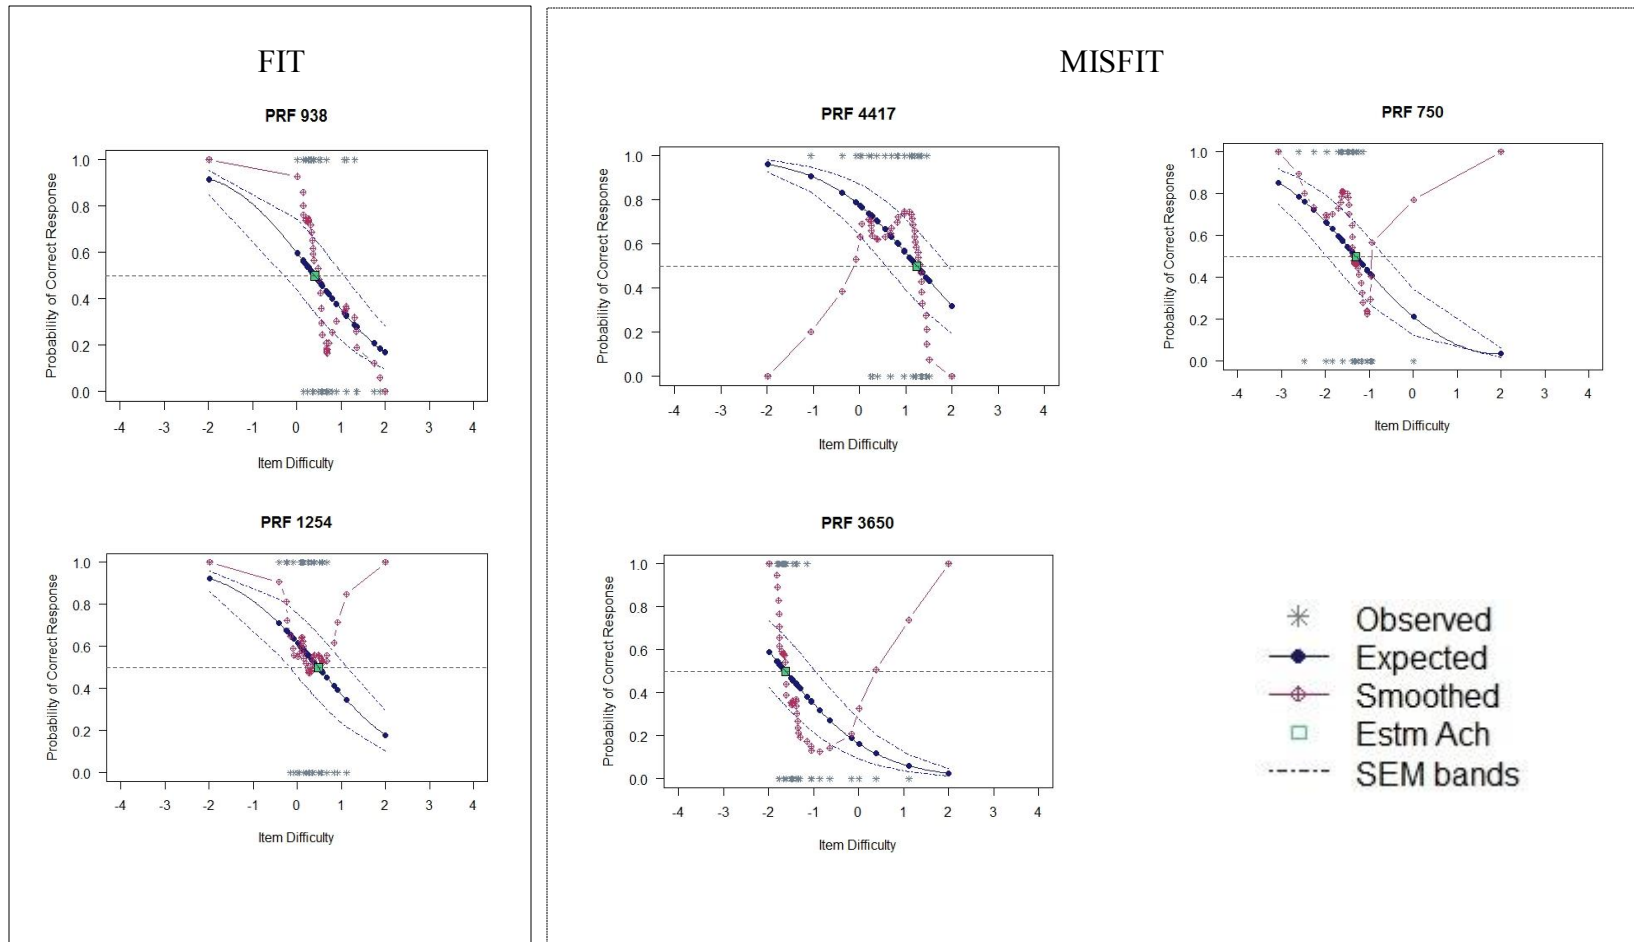 FIT
PRF 938
Probability of Correct Response
1.0
0.8
0.6
0.4
0.2
0.0
-4 -3 -2 -1 0 1 2 3 4
Item Difficulty
PRF 1254
Probability of Correct Response
1.0
0.8
0.6
0.4
0.2
0.0
-4 -3 -2 -1 0 1 2 3 4
Item Difficulty
MISFIT
PRF 4417
Probability of Correct Response
1.0
0.8
0.6
0.4
0.2
0.0
-4 -3 -2 -1 0 1 2 3 4
Item Difficulty
PRF 750
Probability of Correct Response
1.0
0.8
0.6
0.4
0.2
0.0
-4 -3 -2 -1 0 1 2 3 4
Item Difficulty
PRF 3650
Probability of Correct Response
1.0
0.8
0.6
0.4
0.2
0.0
-4 -3 -2 -1 0 1 2 3 4
Item Difficulty
Observed
Expected
Smoothed
Estm Ach
SEM bands